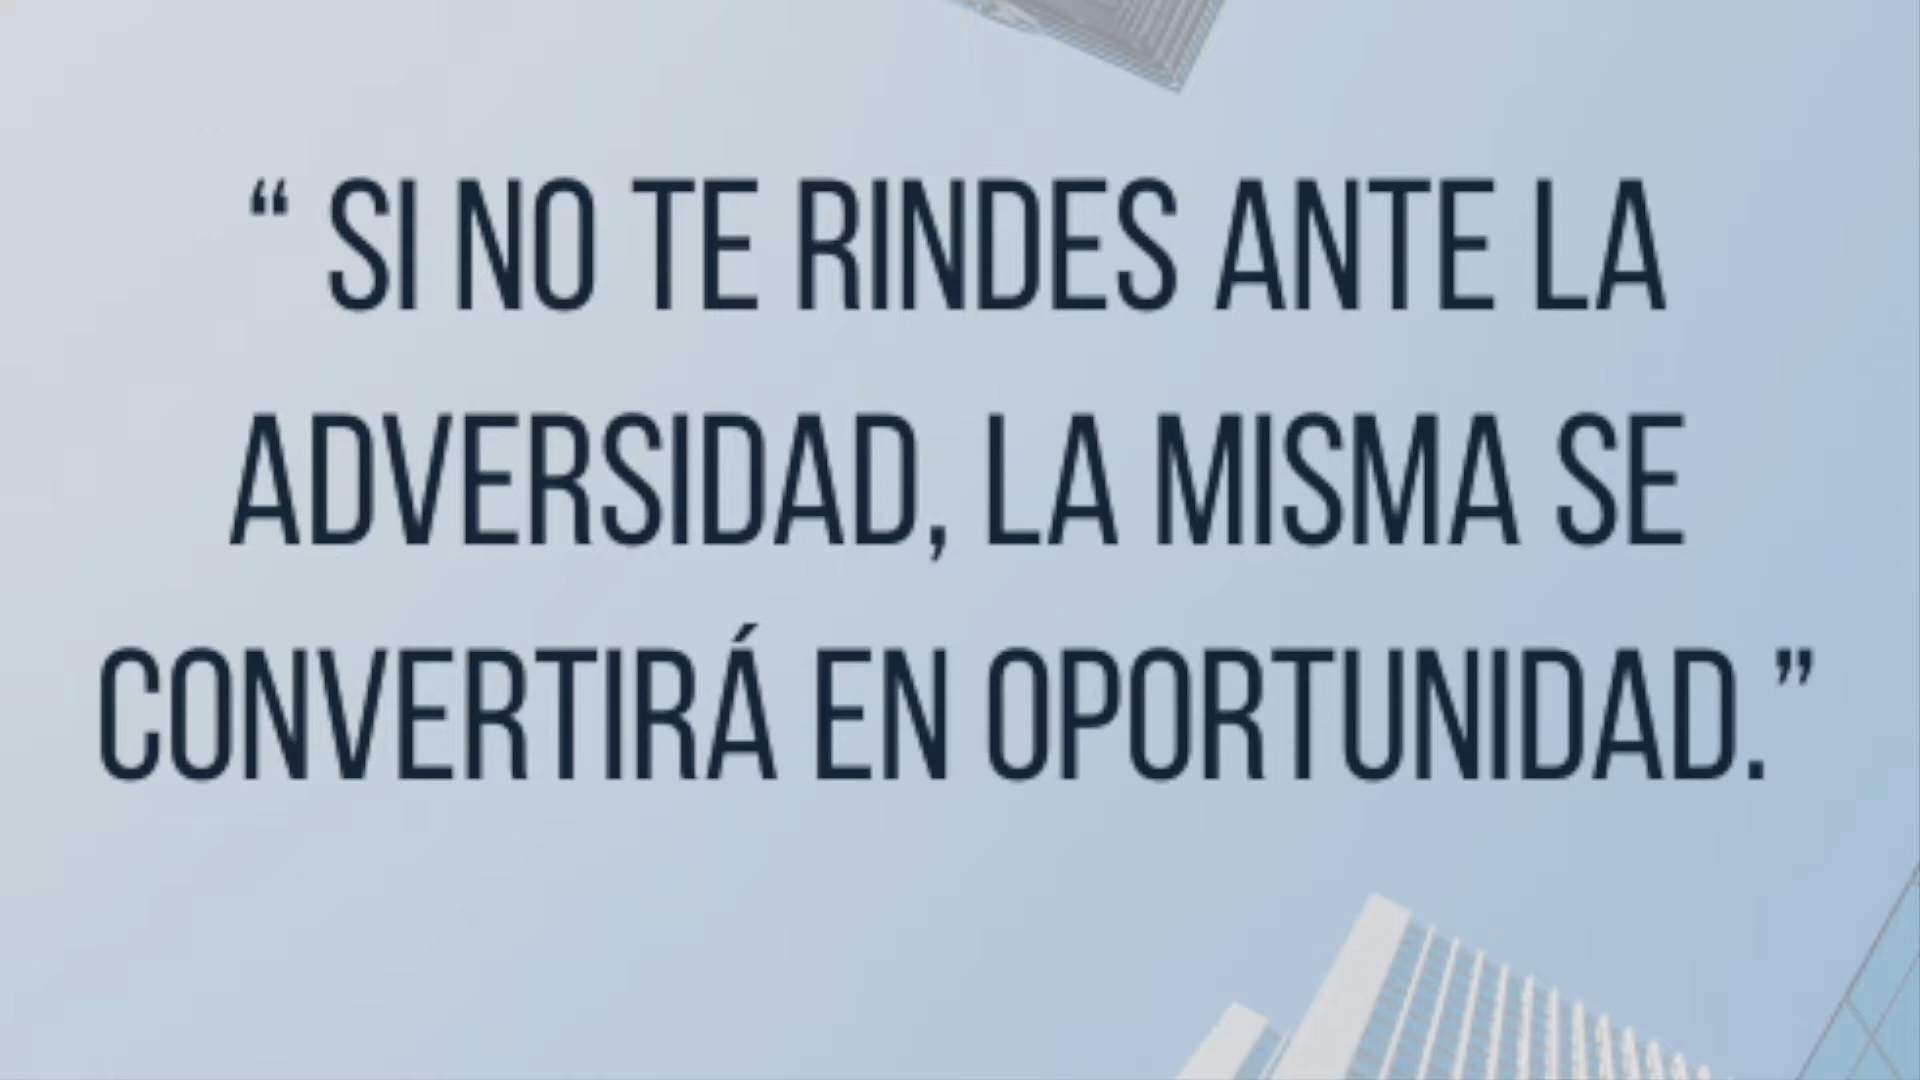 “ SI NO TE RINDES ANTE LA
ADVERSIDAD, LA MISMA SE
CONVERTIRÁ EN OPORTUNIDAD.”